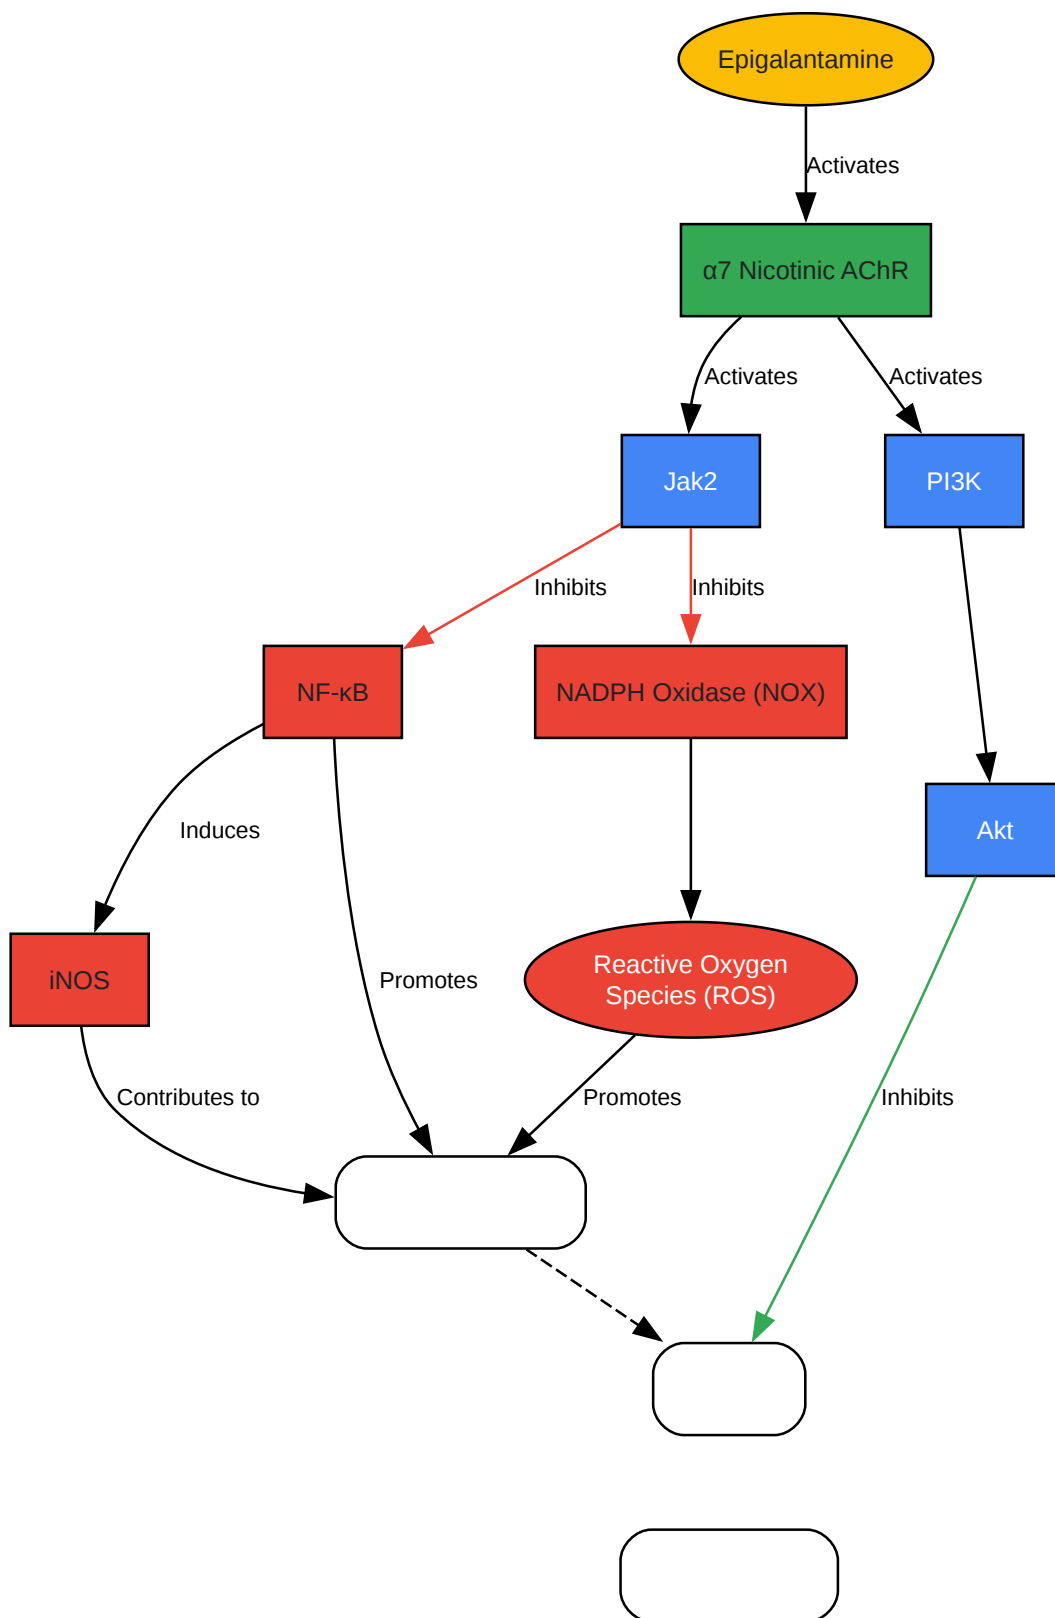 Epigalantamine
Activates
α7 Nicotinic AChR
Activates
Activates
Jak2
PI3K
Inhibits
Inhibits
NF-κB
NADPH Oxidase (NOX)
Induces
Akt
iNOS
Promotes
Reactive Oxygen
Species (ROS)
Contributes to
Promotes
Inhibits